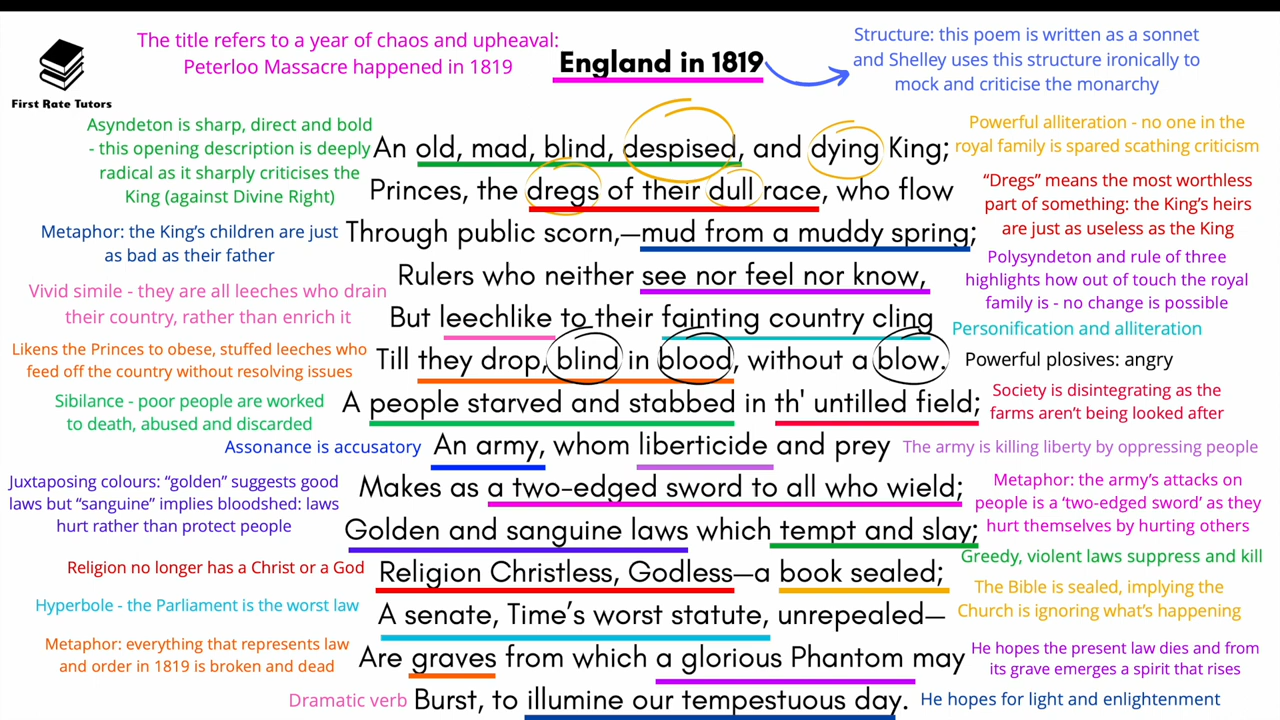 The title refers to a year of chaos and upheaval:
Peterloo Massacre happened in 1819
England in 1819
Structure: this poem is written as a sonnet
and Shelley uses this structure ironically to
mock and criticise the monarchy
First Rate Tutors
Asyndeton is sharp, direct and bold
- this opening description is deeply
radical as it sharply criticises the
King (against Divine Right)
An old, mad, blind, despised, and dying King;
Powerful alliteration - no one in the
royal family is spared scathing criticism
Princes, the dregs of their dull race, who flow
"Dregs" means the most worthless
part of something: the King's heirs
are just as useless as the King
Metaphor: the King's children are just
as bad as their father
Through public scorn,—mud from a muddy spring;
Rulers who neither see nor feel nor know,
Polysyndeton and rule of three
highlights how out of touch the royal
family is - no change is possible
Vivid simile - they are all leeches who drain
their country, rather than enrich it
But leechlike to their fainting country cling
Personification and alliteration
Likens the Princes to obese, stuffed leeches who
feed off the country without resolving issues
Till they drop, blind in blood, without a blow.
Powerful plosives: angry
Sibilance - poor people are worked
to death, abused and discarded
A people starved and stabbed in th' untilled field;
Society is disintegrating as the
farms aren't being looked after
Assonance is accusatory
An army, whom liberticide and prey
The army is killing liberty by oppressing people
Juxtaposing colours: "golden" suggests good
laws but "sanguine" implies bloodshed: laws
hurt rather than protect people
Makes as a two-edged sword to all who wield;
Metaphor: the army's attacks on
people is a 'two-edged sword' as they
hurt themselves by hurting others
Golden and sanguine laws which tempt and slay;
Greedy, violent laws suppress and kill
Religion no longer has a Christ or a God
Religion Christless, Godless—a book sealed;
The Bible is sealed, implying the
Church is ignoring what's happening
Hyperbole - the Parliament is the worst law
A senate, Time's worst statute, unrepealed—
Metaphor: everything that represents law
and order in 1819 is broken and dead
Are graves from which a glorious Phantom may
He hopes the present law dies and from
its grave emerges a spirit that rises
Dramatic verb
Burst, to illumine our tempestuous day.
He hopes for light and enlightenment